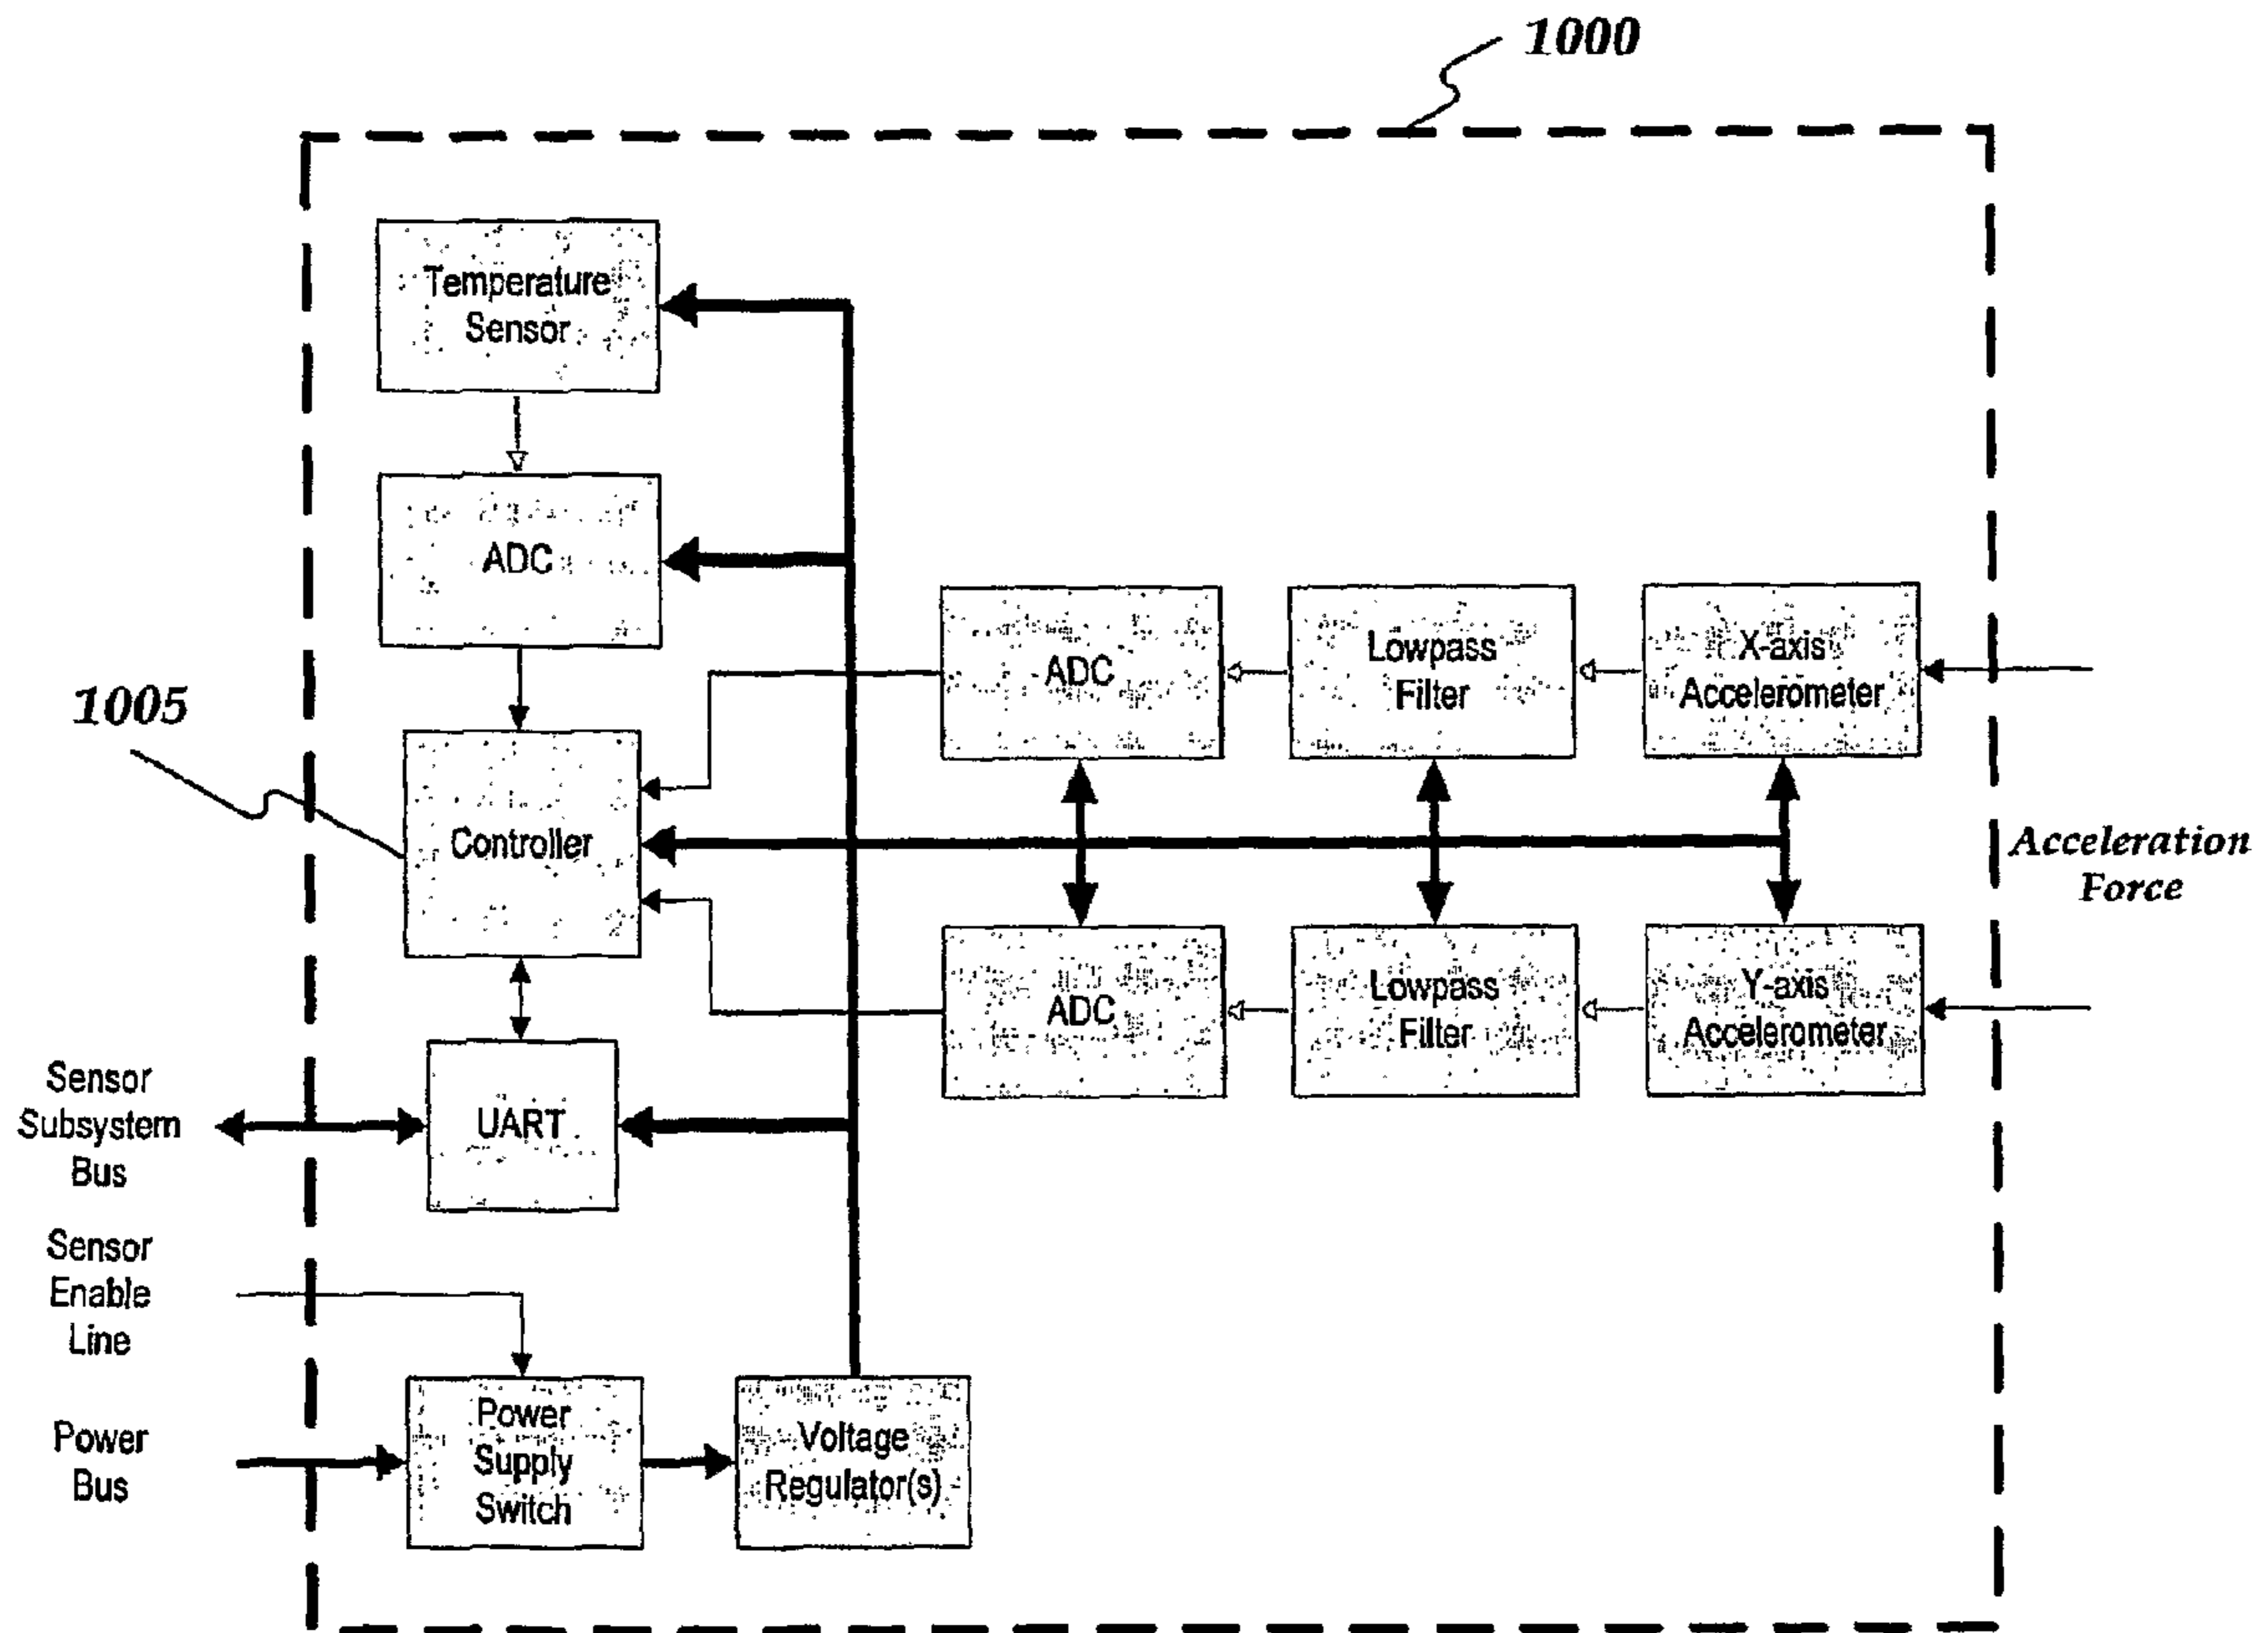 1000
Temperature
Sensor
ADC
ADC
Lowpass
Filter
X-axis
Accelerometer
1005
Controller
Acceleration
Force
ADC
Lowpass
Filter
Y-axis
Accelerometer
Sensor
Subsystem
Bus
UART
Sensor
Enable
Line
Power
Bus
Power
Supply
Switch
Voltage
Regulator(s)